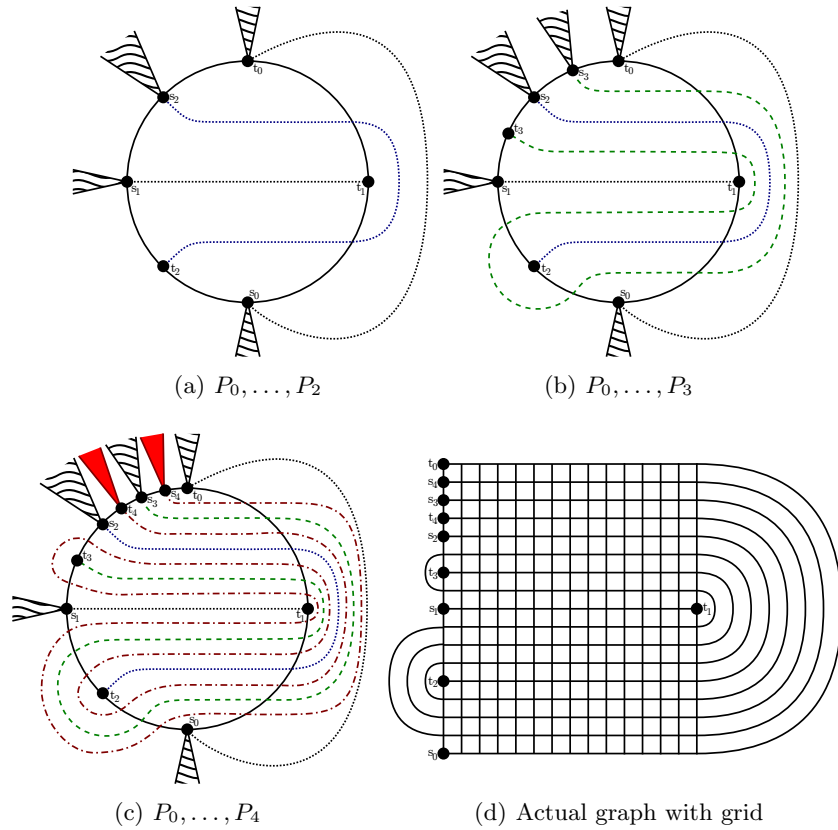 t₀
s₂
s₁
t₁
t₂
s₀
(a) P₀, . . . , P₂
t₀
s₃
s₂
t₃
s₁
t₁
t₂
s₀
(b) P₀, . . . , P₃
t₀
s₄
s₃
t₄
s₂
t₃
s₁
t₁
t₂
s₀
(c) P₀, . . . , P₄
t₀
s₄
s₃
t₄
s₂
t₃
s₁
t₁
t₂
s₀
(d) Actual graph with grid